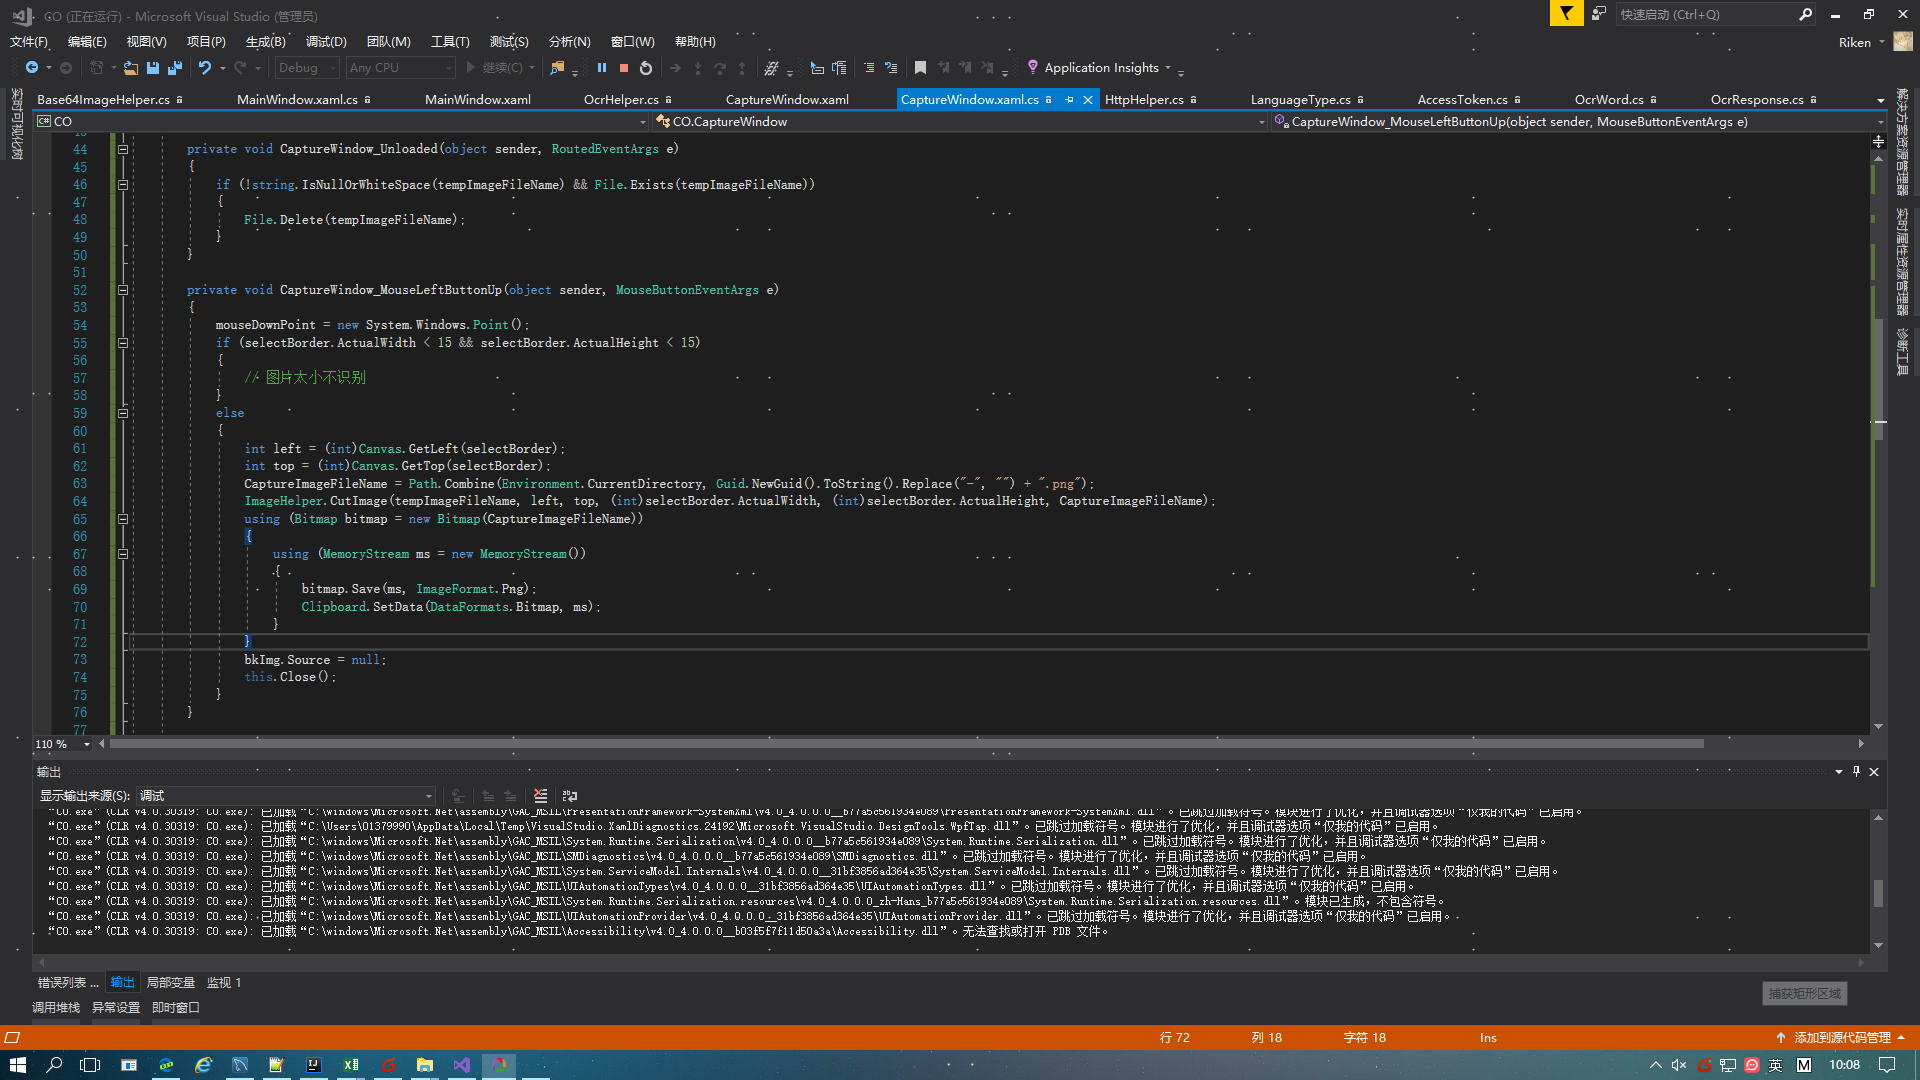 CO (正在运行) - Microsoft Visual Studio (管理员)
快速启动 (Ctrl+Q)
文件(F) 编辑(E) 视图(V) 项目(P) 生成(B) 调试(D) 团队(M) 工具(T) 测试(S) 分析(N) 窗口(W) 帮助(H)
Riken
Debug Any CPU 继续(C) Application Insights
Base64ImageHelper.cs MainWindow.xaml.cs MainWindow.xaml OcrHelper.cs CaptureWindow.xaml CaptureWindow.xaml.cs HttpHelper.cs LanguageType.cs AccessToken.cs OcrWord.cs OcrResponse.cs
实时可视化树
解决方案资源管理器
实时属性资源管理器
诊断工具
C# CO CO.CaptureWindow CaptureWindow_MouseLeftButtonUp(object sender, MouseButtonEventArgs e)
44 private void CaptureWindow_Unloaded(object sender, RoutedEventArgs e)
45 {
46 if (!string.IsNullOrWhiteSpace(tempImageFileName) && File.Exists(tempImageFileName))
47 {
48 File.Delete(tempImageFileName);
49 }
50 }
51
52 private void CaptureWindow_MouseLeftButtonUp(object sender, MouseButtonEventArgs e)
53 {
54 mouseDownPoint = new System.Windows.Point();
55 if (selectBorder.ActualWidth < 15 && selectBorder.ActualHeight < 15)
56 {
57 // 图片太小不识别
58 }
59 else
60 {
61 int left = (int)Canvas.GetLeft(selectBorder);
62 int top = (int)Canvas.GetTop(selectBorder);
63 CaptureImageFileName = Path.Combine(Environment.CurrentDirectory, Guid.NewGuid().ToString().Replace("-", "") + ".png");
64 ImageHelper.CutImage(tempImageFileName, left, top, (int)selectBorder.ActualWidth, (int)selectBorder.ActualHeight, CaptureImageFileName);
65 using (Bitmap bitmap = new Bitmap(CaptureImageFileName))
66 {
67 using (MemoryStream ms = new MemoryStream())
68 {
69 bitmap.Save(ms, ImageFormat.Png);
70 Clipboard.SetData(DataFormats.Bitmap, ms);
71 }
72 }
73 bkImg.Source = null;
74 this.Close();
75 }
76 }
77
110 %
输出
显示输出来源(S): 调试
“CO.exe”(CLR v4.0.30319: CO.exe): 已加载“C:\windows\Microsoft.Net\assembly\GAC_MSIL\PresentationFramework-SystemXml\v4.0_4.0.0.0__b77a5c561934e089\PresentationFramework-SystemXml.dll”。已跳过加载符号。模块进行了优化，并且调试器选项“仅我的代码”已启用。
“CO.exe”(CLR v4.0.30319: CO.exe): 已加载“C:\Users\01379990\AppData\Local\Temp\VisualStudio.XamlDiagnostics.24192\Microsoft.VisualStudio.DesignTools.WpfTap.dll”。已跳过加载符号。模块进行了优化，并且调试器选项“仅我的代码”已启用。
“CO.exe”(CLR v4.0.30319: CO.exe): 已加载“C:\windows\Microsoft.Net\assembly\GAC_MSIL\System.Runtime.Serialization\v4.0_4.0.0.0__b77a5c561934e089\System.Runtime.Serialization.dll”。已跳过加载符号。模块进行了优化，并且调试器选项“仅我的代码”已启用。
“CO.exe”(CLR v4.0.30319: CO.exe): 已加载“C:\windows\Microsoft.Net\assembly\GAC_MSIL\SMDiagnostics\v4.0_4.0.0.0__b77a5c561934e089\SMDiagnostics.dll”。已跳过加载符号。模块进行了优化，并且调试器选项“仅我的代码”已启用。
“CO.exe”(CLR v4.0.30319: CO.exe): 已加载“C:\windows\Microsoft.Net\assembly\GAC_MSIL\System.ServiceModel.Internals\v4.0_4.0.0.0__31bf3856ad364e35\System.ServiceModel.Internals.dll”。已跳过加载符号。模块进行了优化，并且调试器选项“仅我的代码”已启用。
“CO.exe”(CLR v4.0.30319: CO.exe): 已加载“C:\windows\Microsoft.Net\assembly\GAC_MSIL\UIAutomationTypes\v4.0_4.0.0.0__31bf3856ad364e35\UIAutomationTypes.dll”。已跳过加载符号。模块进行了优化，并且调试器选项“仅我的代码”已启用。
“CO.exe”(CLR v4.0.30319: CO.exe): 已加载“C:\windows\Microsoft.Net\assembly\GAC_MSIL\System.Runtime.Serialization.resources\v4.0_4.0.0.0_zh-Hans_b77a5c561934e089\System.Runtime.Serialization.resources.dll”。模块已生成，不包含符号。
“CO.exe”(CLR v4.0.30319: CO.exe): 已加载“C:\windows\Microsoft.Net\assembly\GAC_MSIL\UIAutomationProvider\v4.0_4.0.0.0__31bf3856ad364e35\UIAutomationProvider.dll”。已跳过加载符号。模块进行了优化，并且调试器选项“仅我的代码”已启用。
“CO.exe”(CLR v4.0.30319: CO.exe): 已加载“C:\windows\Microsoft.Net\assembly\GAC_MSIL\Accessibility\v4.0_4.0.0.0__b03f5f7f11d50a3a\Accessibility.dll”。无法查找或打开 PDB 文件。
错误列表 ... 输出 局部变量 监视 1
捕获矩形区域
调用堆栈 异常设置 即时窗口
行 72 列 18 字符 18 Ins 添加到源代码管理
英 M 10:08